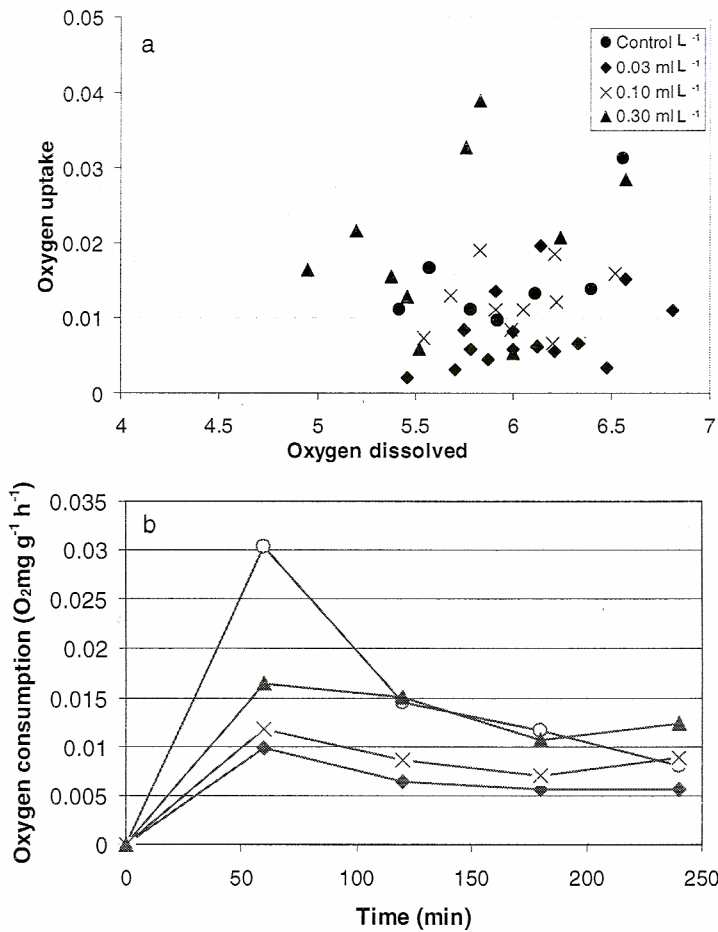 a
0.05
0.04
0.03
0.02
0.01
0
Oxygen uptake
● Control L ⁻¹
◆ 0.03 ml L ⁻¹
× 0.10 ml L ⁻¹
▲ 0.30 ml L ⁻¹
4 4.5 5 5.5 6 6.5 7
Oxygen dissolved
b
0.035
0.03
0.025
0.02
0.015
0.01
0.005
0
Oxygen consumption (O₂mg g⁻¹ h⁻¹)
0 50 100 150 200 250
Time (min)